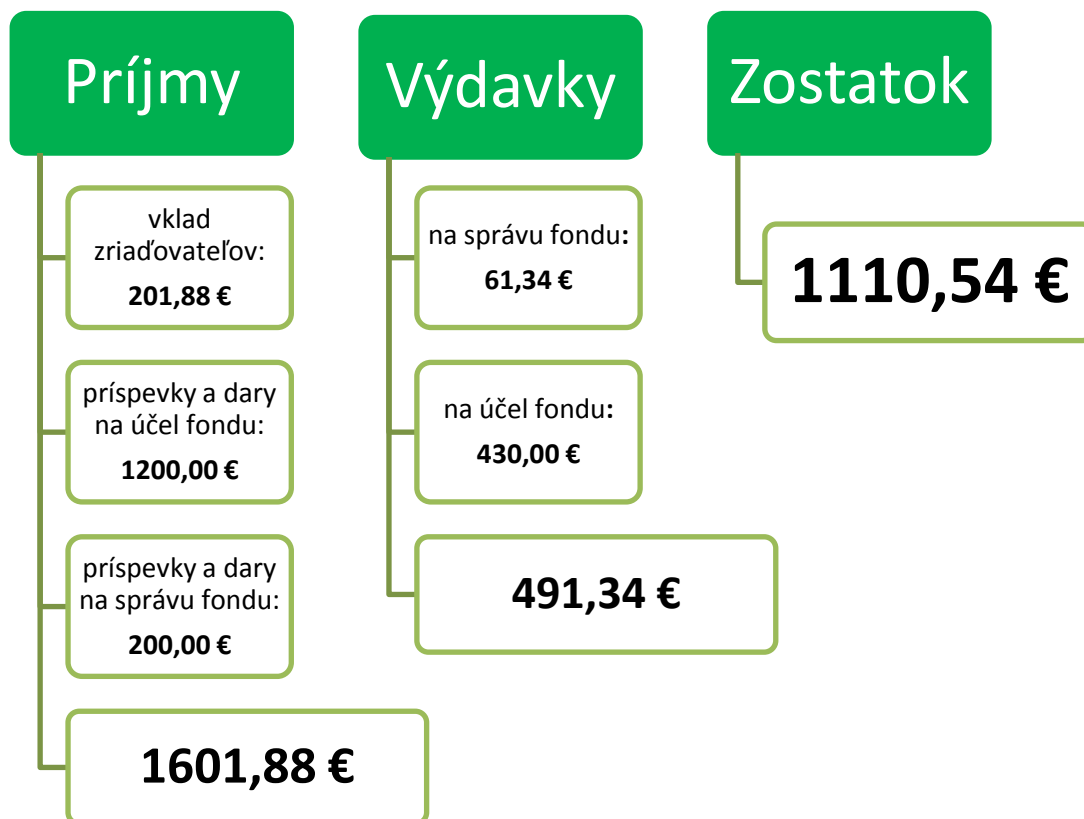 Príjmy
vklad
zriaďovateľov:
201,88 €
príspevky a dary
na účel fondu:
1200,00 €
príspevky a dary
na správu fondu:
200,00 €
1601,88 €
Výdavky
na správu fondu:
61,34 €
na účel fondu:
430,00 €
491,34 €
Zostatok
1110,54 €